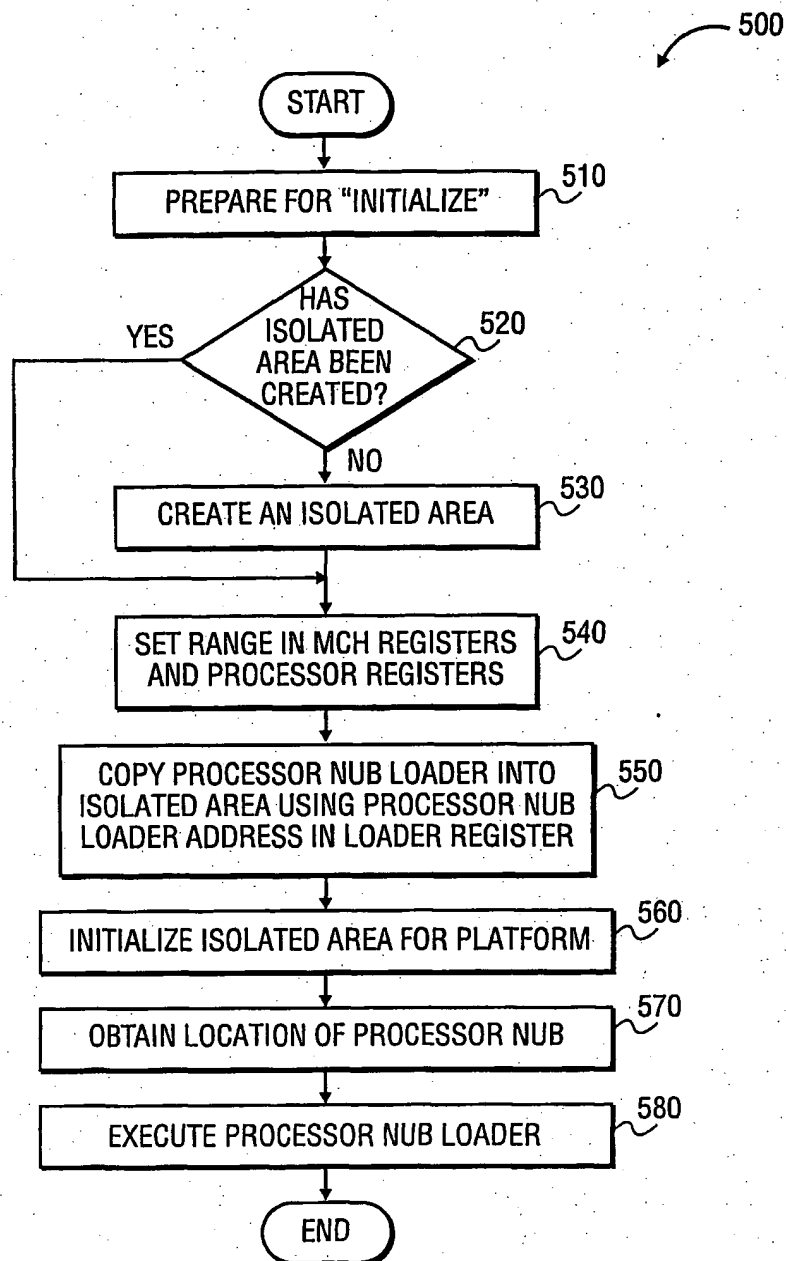 500
START
PREPARE FOR “INITIALIZE”
510
HAS
ISOLATED
AREA BEEN
CREATED?
520
YES
NO
CREATE AN ISOLATED AREA
530
SET RANGE IN MCH REGISTERS
AND PROCESSOR REGISTERS
540
COPY PROCESSOR NUB LOADER INTO
ISOLATED AREA USING PROCESSOR NUB
LOADER ADDRESS IN LOADER REGISTER
550
INITIALIZE ISOLATED AREA FOR PLATFORM
560
OBTAIN LOCATION OF PROCESSOR NUB
570
EXECUTE PROCESSOR NUB LOADER
580
END